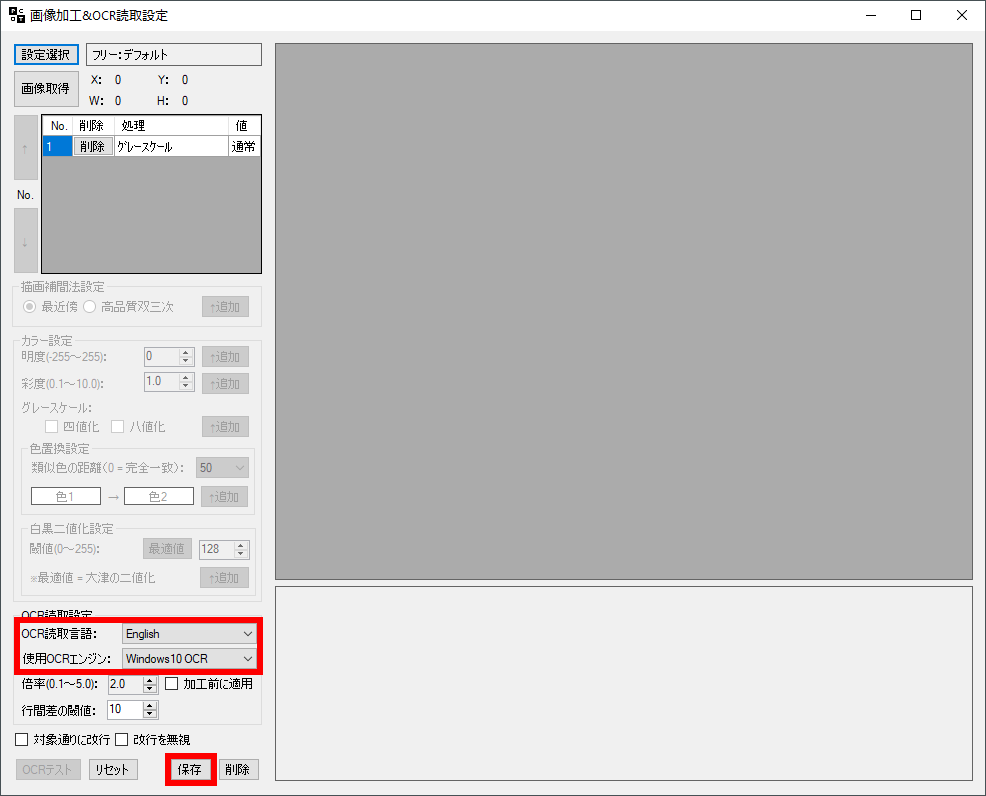 画像加工&OCR読取設定
設定選択 フリー:デフォルト
画像取得 X: 0 Y: 0
W: 0 H: 0
No. 削除 処理 値
1 削除 グレースケール 通常
↑
No.
↓
描画補間法設定
最近傍 高品質双三次 ↑追加
カラー設定
明度(-255～255): 0 ↑追加
彩度(0.1～10.0): 1.0 ↑追加
グレースケール:
四値化 八値化 ↑追加
色置換設定
類似色の距離(0 = 完全一致): 50
色1 → 色2 ↑追加
白黒二値化設定
閾値(0～255): 最適値 128
※最適値 = 大津の二値化 ↑追加
OCR読取設定
OCR読取言語: English
使用OCRエンジン: Windows10 OCR
倍率(0.1～5.0): 2.0 加工前に適用
行間差の閾値: 10
対象通りに改行 改行を無視
OCRテスト リセット 保存 削除